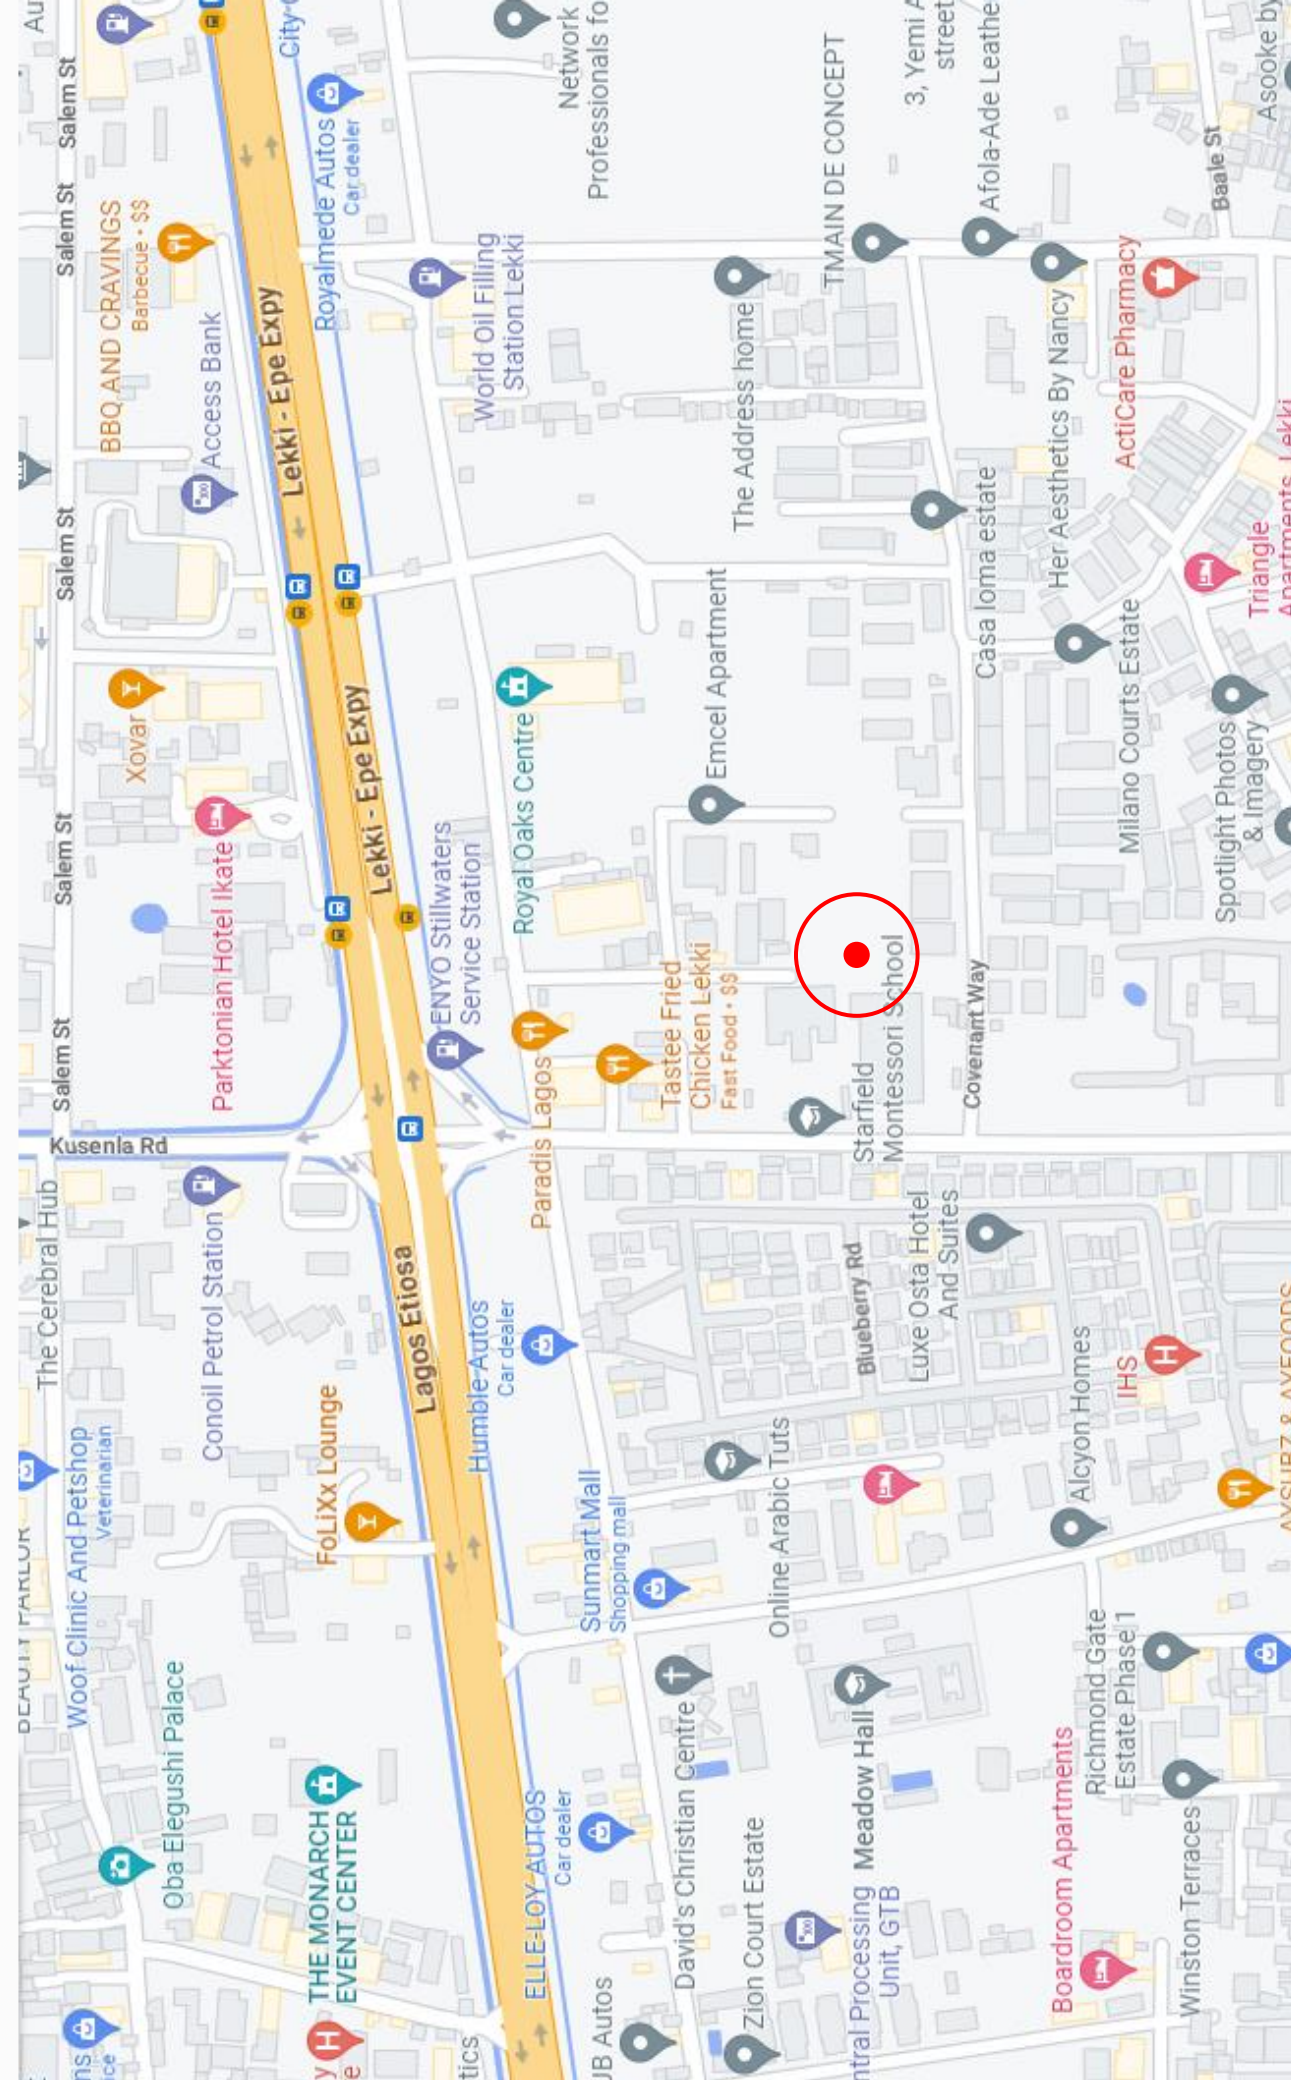 Salem St
Salem St
Salem St
Salem St
Salem St
BBQ AND CRAVINGS
Barbecue • $$
Access Bank
Xovar
Parktonian Hotel Ikate
Kusenla Rd
Lekki - Epe Expy
Lekki - Epe Expy
Lagos Etiosa
Royalmede Autos
Car dealer
World Oil Filling
Station Lekki
Network
Professionals fo
TMAIN DE CONCEPT
3, Yemi A
street
Afola-Ade Leathe
Baale St
Asooke by
The Address home
Her Aesthetics By Nancy
ActiCare Pharmacy
Casa loma estate
Milano Courts Estate
Triangle
Apartments, Lekki
Spotlight Photos
& Imagery
Emcel Apartment
Royal Oaks Centre
ENYO Stillwaters
Service Station
Tastee Fried
Chicken Lekki
Fast Food • $$
Paradis Lagos
Starfield
Montessori School
Covenant Way
The Cerebral Hub
Conoil Petrol Station
Woof Clinic And Petshop
Veterinarian
FoLiXx Lounge
Oba Elegushi Palace
THE MONARCH
EVENT CENTER
Humble Autos
Car dealer
Sunmart Mall
Shopping mall
ELLE-LOY AUTOS
Car dealer
Blueberry Rd
Luxe Osta Hotel
And Suites
IHS
Alcyon Homes
Online Arabic Tuts
David's Christian Centre
Zion Court Estate
Meadow Hall
ntral Processing
Unit, GTB
Richmond Gate
Estate Phase 1
Boardroom Apartments
Winston Terraces
JB Autos